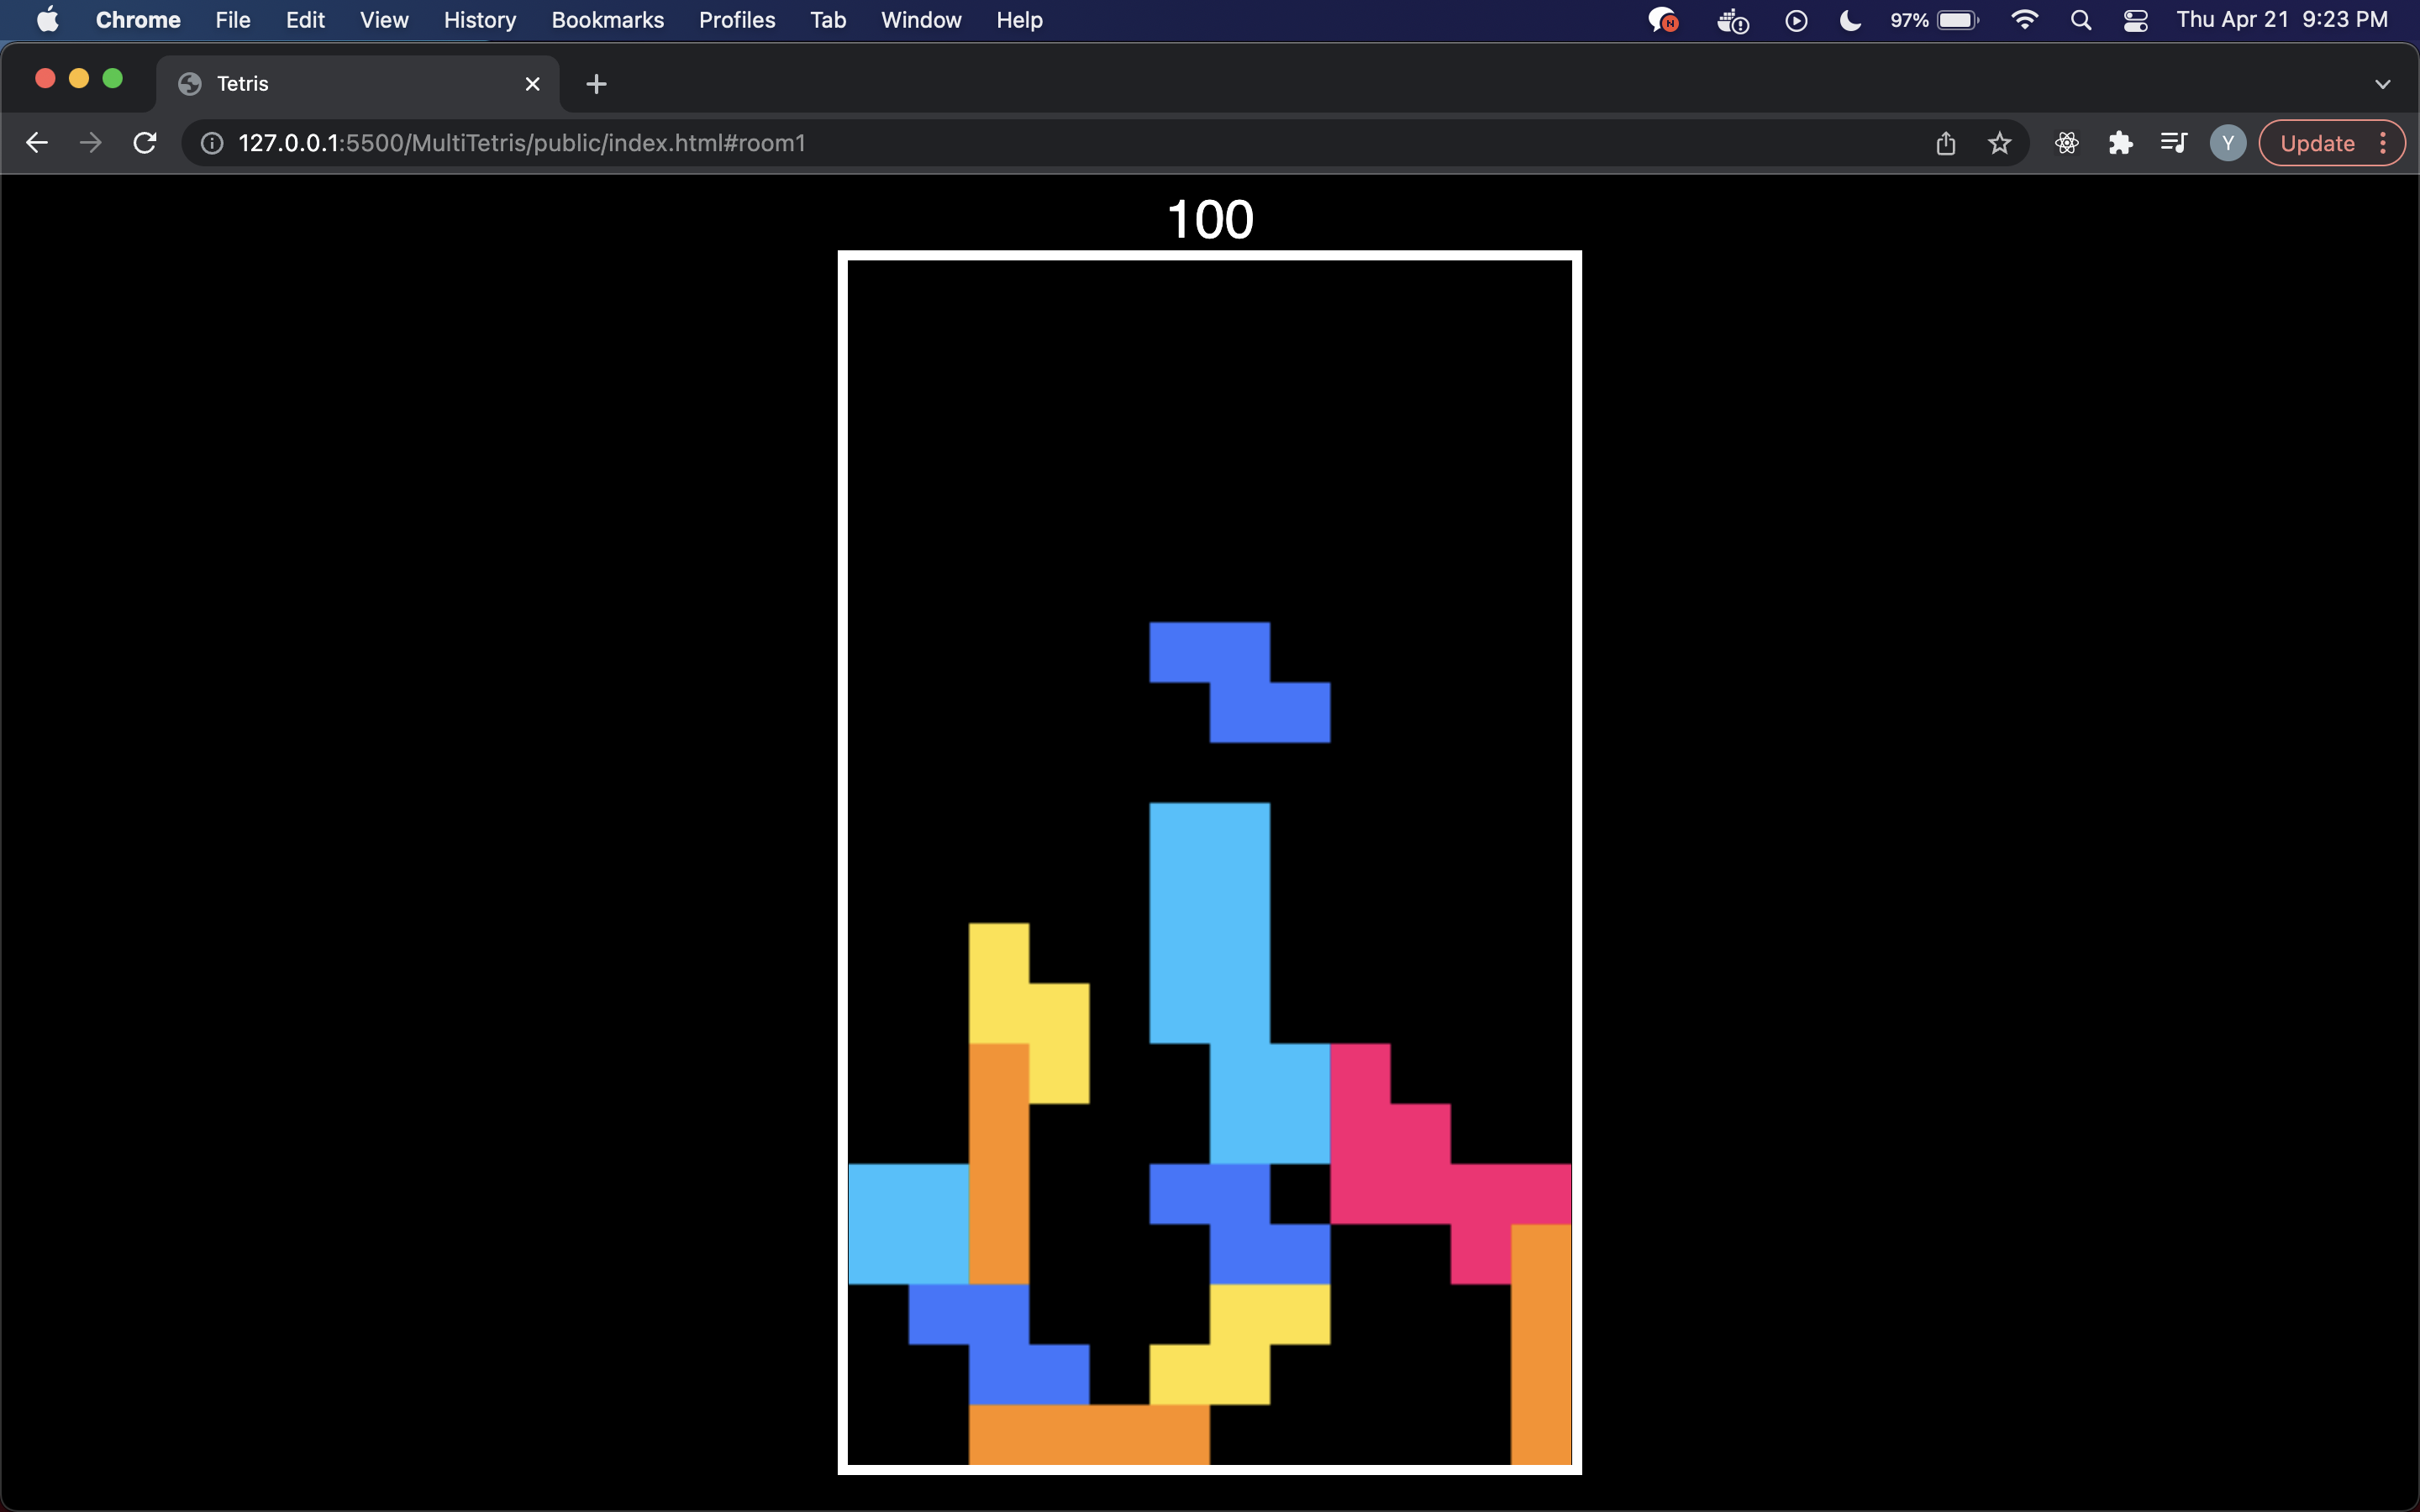 Chrome File Edit View History Bookmarks Profiles Tab Window Help 97% Thu Apr 21 9:23 PM
Tetris
127.0.0.1:5500/MultiTetris/public/index.html#room1 Y Update
100